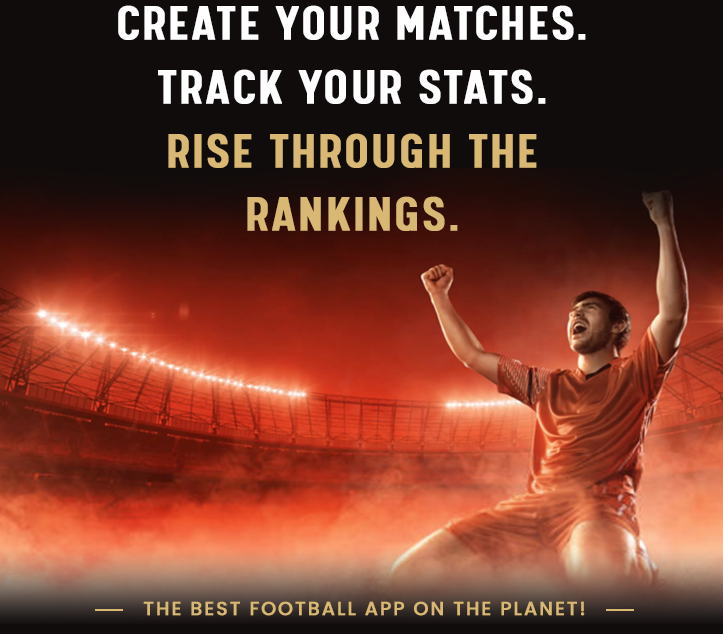 CREATE YOUR MATCHES.
TRACK YOUR STATS.
RISE THROUGH THE
RANKINGS.
THE BEST FOOTBALL APP ON THE PLANET!